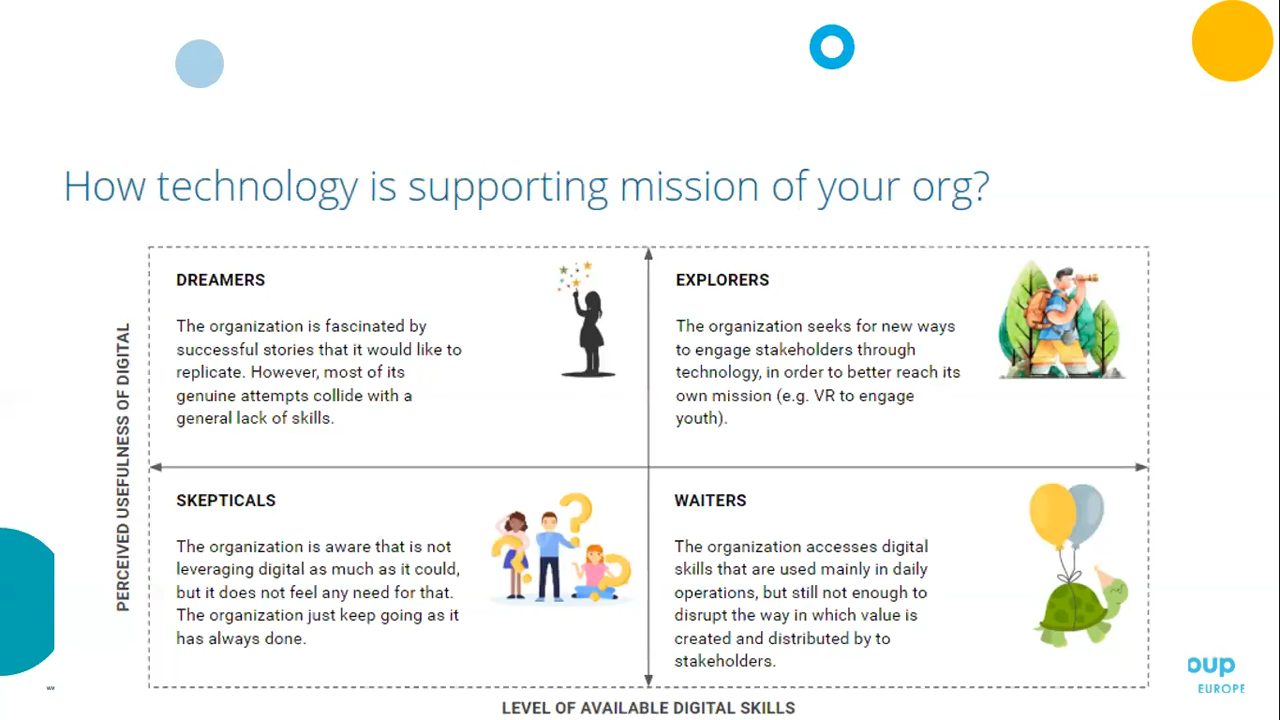 How technology is supporting mission of your org?
PERCEIVED USEFULNESS OF DIGITAL
DREAMERS
The organization is fascinated by
successful stories that it would like to
replicate. However, most of its
genuine attempts collide with a
general lack of skills.
EXPLORERS
The organization seeks for new ways
to engage stakeholders through
technology, in order to better reach its
own mission (e.g. VR to engage
youth).
SKEPTICALS
The organization is aware that is not
leveraging digital as much as it could,
but it does not feel any need for that.
The organization just keep going as it
has always done.
WAITERS
The organization accesses digital
skills that are used mainly in daily
operations, but still not enough to
disrupt the way in which value is
created and distributed by to
stakeholders.
LEVEL OF AVAILABLE DIGITAL SKILLS
oup
EUROPE